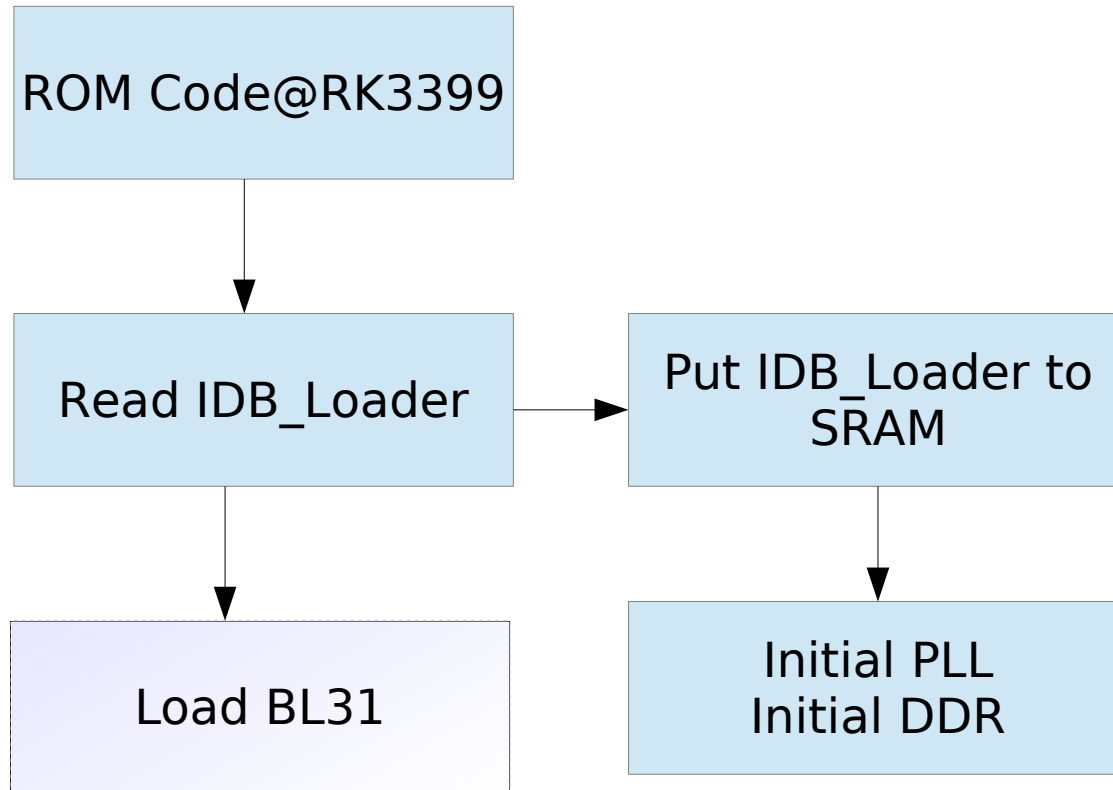 ROM Code@RK3399
Read IDB_Loader
Put IDB_Loader to
SRAM
Load BL31
Initial PLL
Initial DDR